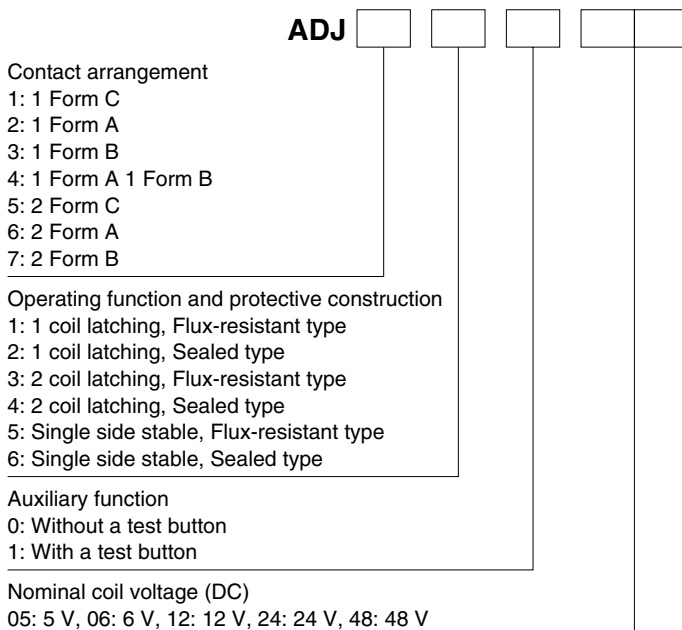 ADJ
Contact arrangement
1: 1 Form C
2: 1 Form A
3: 1 Form B
4: 1 Form A 1 Form B
5: 2 Form C
6: 2 Form A
7: 2 Form B
Operating function and protective construction
1: 1 coil latching, Flux-resistant type
2: 1 coil latching, Sealed type
3: 2 coil latching, Flux-resistant type
4: 2 coil latching, Sealed type
5: Single side stable, Flux-resistant type
6: Single side stable, Sealed type
Auxiliary function
0: Without a test button
1: With a test button
Nominal coil voltage (DC)
05: 5 V, 06: 6 V, 12: 12 V, 24: 24 V, 48: 48 V